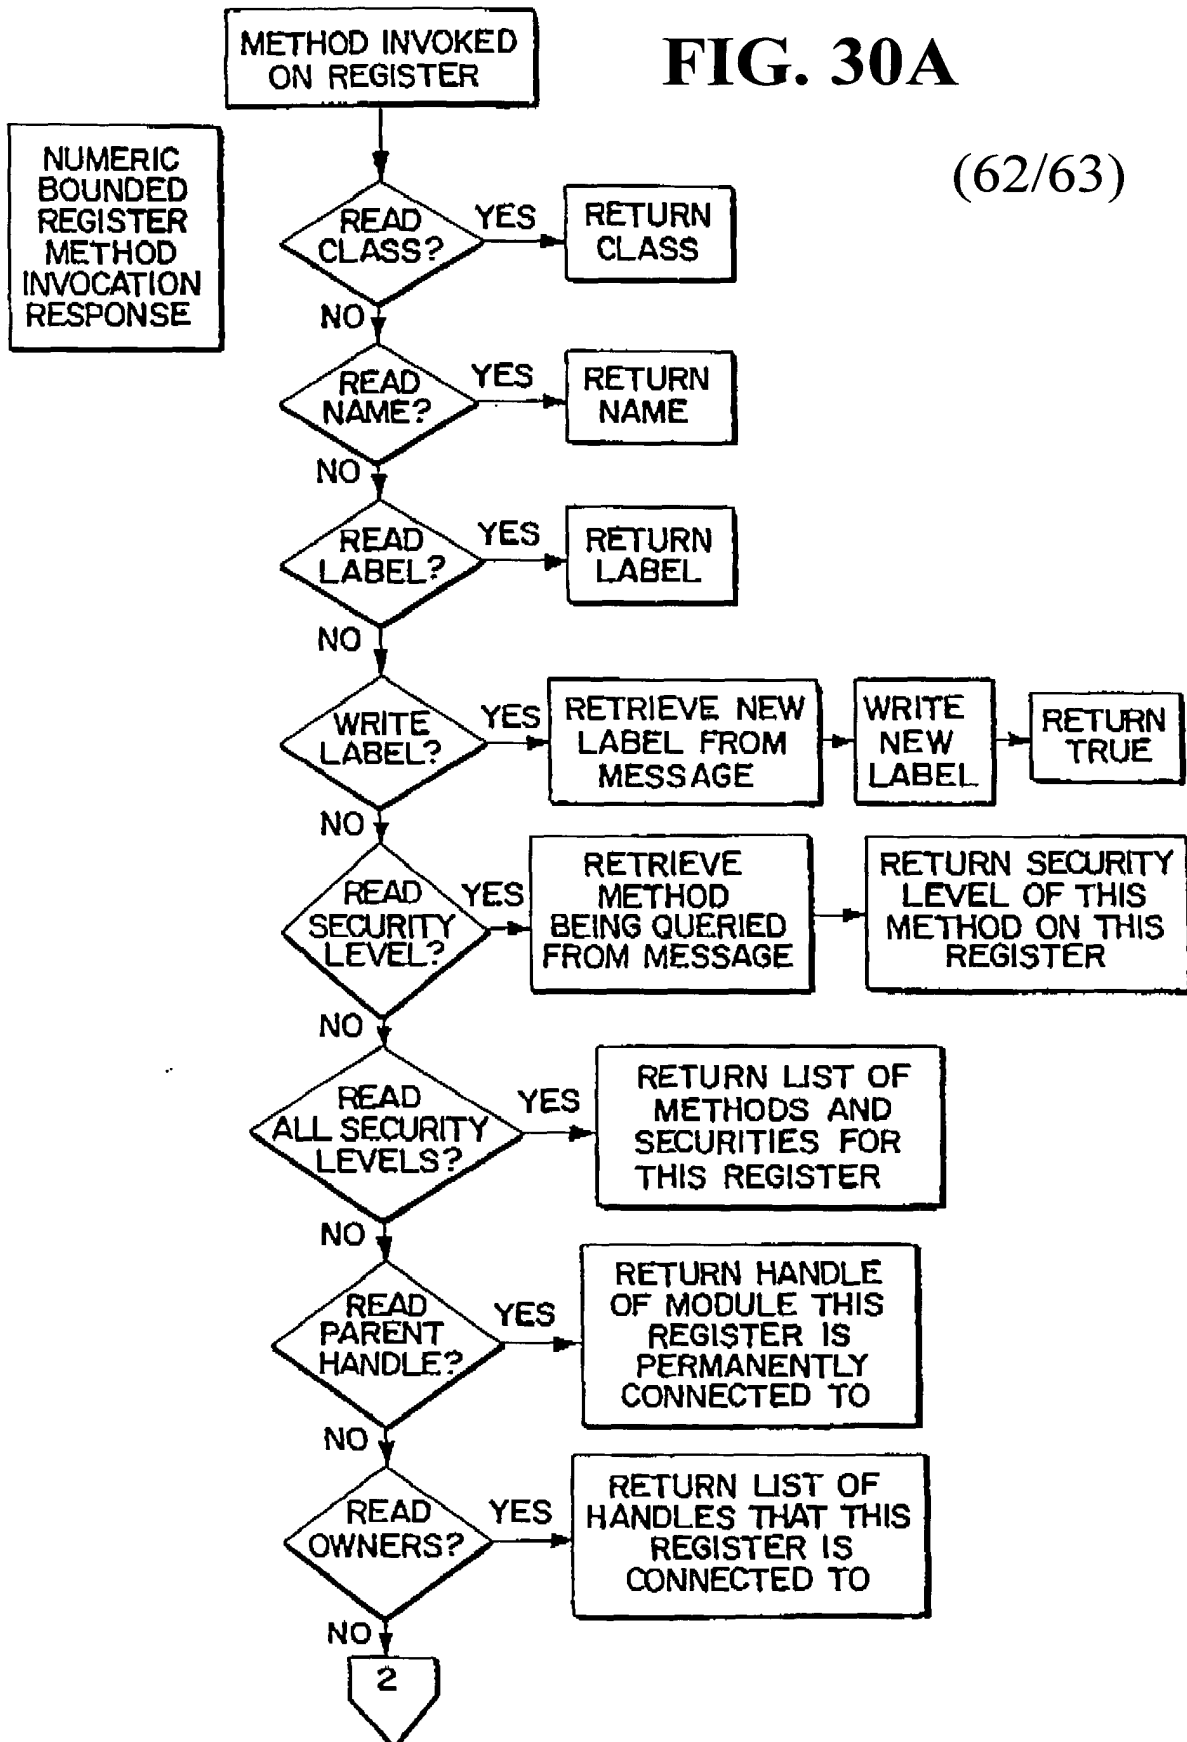 METHOD INVOKED
ON REGISTER
FIG. 30A
(62/63)
NUMERIC
BOUNDED
REGISTER
METHOD
INVOCATION
RESPONSE
READ
CLASS?
YES
RETURN
CLASS
NO
READ
NAME?
YES
RETURN
NAME
NO
READ
LABEL?
YES
RETURN
LABEL
NO
WRITE
LABEL?
YES
RETRIEVE NEW
LABEL FROM
MESSAGE
WRITE
NEW
LABEL
RETURN
TRUE
NO
READ
SECURITY
LEVEL?
YES
RETRIEVE
METHOD
BEING QUERIED
FROM MESSAGE
RETURN SECURITY
LEVEL OF THIS
METHOD ON THIS
REGISTER
NO
READ
ALL SECURITY
LEVELS?
YES
RETURN LIST OF
METHODS AND
SECURITIES FOR
THIS REGISTER
NO
READ
PARENT
HANDLE?
YES
RETURN HANDLE
OF MODULE THIS
REGISTER IS
PERMANENTLY
CONNECTED TO
NO
READ
OWNERS?
YES
RETURN LIST OF
HANDLES THAT THIS
REGISTER IS
CONNECTED TO
NO
2